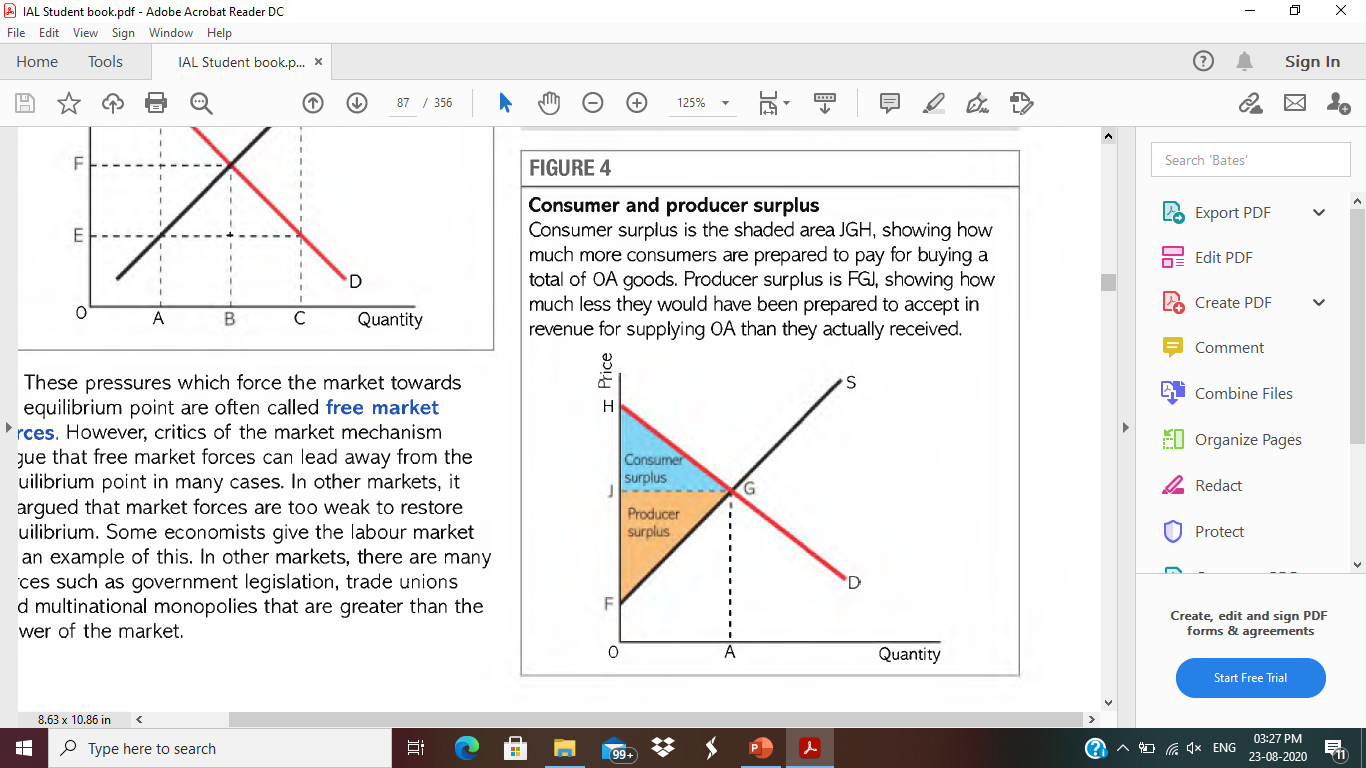 IAL Student book.pdf - Adobe Acrobat Reader DC
File Edit View Sign Window Help
Home Tools IAL Student book.p... × Sign In
87 / 356 125%
F
E
D
O A B C Quantity
These pressures which force the market towards
equilibrium point are often called free market
rces. However, critics of the market mechanism
gue that free market forces can lead away from the
uilibrium point in many cases. In other markets, it
argued that market forces are too weak to restore
uilibrium. Some economists give the labour market
an example of this. In other markets, there are many
rces such as government legislation, trade unions
d multinational monopolies that are greater than the
wer of the market.
FIGURE 4
Consumer and producer surplus
Consumer surplus is the shaded area JGH, showing how
much more consumers are prepared to pay for buying a
total of OA goods. Producer surplus is FGJ, showing how
much less they would have been prepared to accept in
revenue for supplying OA than they actually received.
Price
S
H
Consumer
surplus
J
G
Producer
surplus
D
F
O A Quantity
8.63 x 10.86 in
Search 'Bates'
Export PDF
Edit PDF
Create PDF
Comment
Combine Files
Organize Pages
Redact
Protect
Create, edit and sign PDF
forms & agreements
Start Free Trial
Type here to search
99+
ENG
03:27 PM
23-08-2020
11